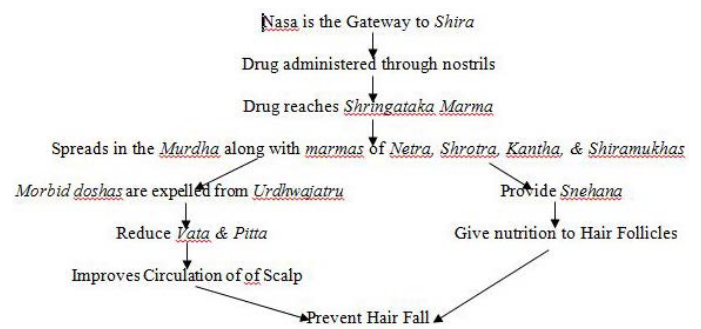 Nasa is the Gateway to Shira
Drug administered through nostrils
Drug reaches Shringataka Marma
Spreads in the Murdha along with marmas of Netra, Shrotra, Kantha, & Shiramukhas
Morbid doshas are expelled from Urdhwajatru
Provide Snehana
Reduce Vata & Pitta
Give nutrition to Hair Follicles
Improves Circulation of of Scalp
Prevent Hair Fall